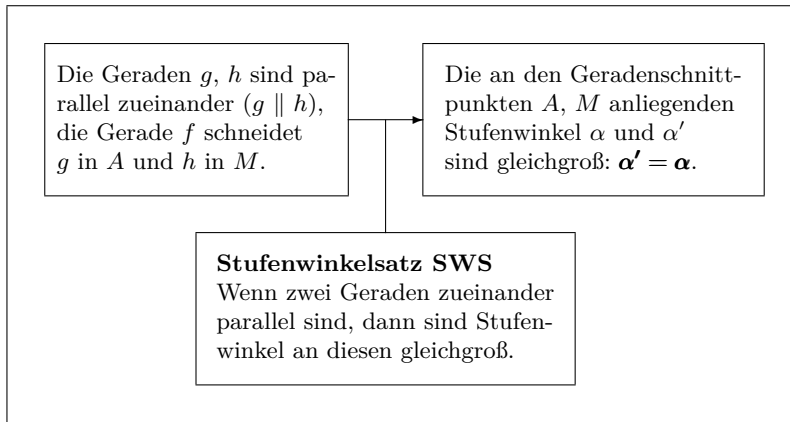 Die Geraden g, h sind pa-
rallel zueinander (g ∥ h),
die Gerade f schneidet
g in A und h in M.
Die an den Geradenschnitt-
punkten A, M anliegenden
Stufenwinkel α und α′
sind gleichgroß: α′ = α.
Stufenwinkelsatz SWS
Wenn zwei Geraden zueinander
parallel sind, dann sind Stufen-
winkel an diesen gleichgroß.